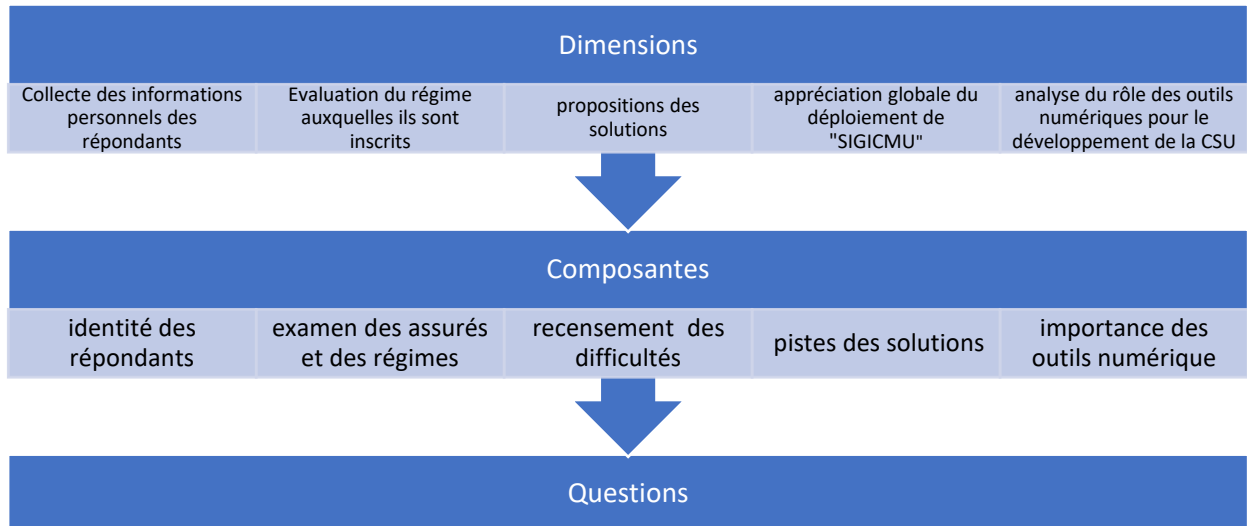 Dimensions
Collecte des informations
personnels des
répondants
Evaluation du régime
auxquelles ils sont
inscrits
propositions des
solutions
appréciation globale du
déploiement de
"SIGICMU"
analyse du rôle des outils
numériques pour le
développement de la CSU
Composantes
identité des
répondants
examen des assurés
et des régimes
recensement des
difficultés
pistes des solutions
importance des
outils numérique
Questions